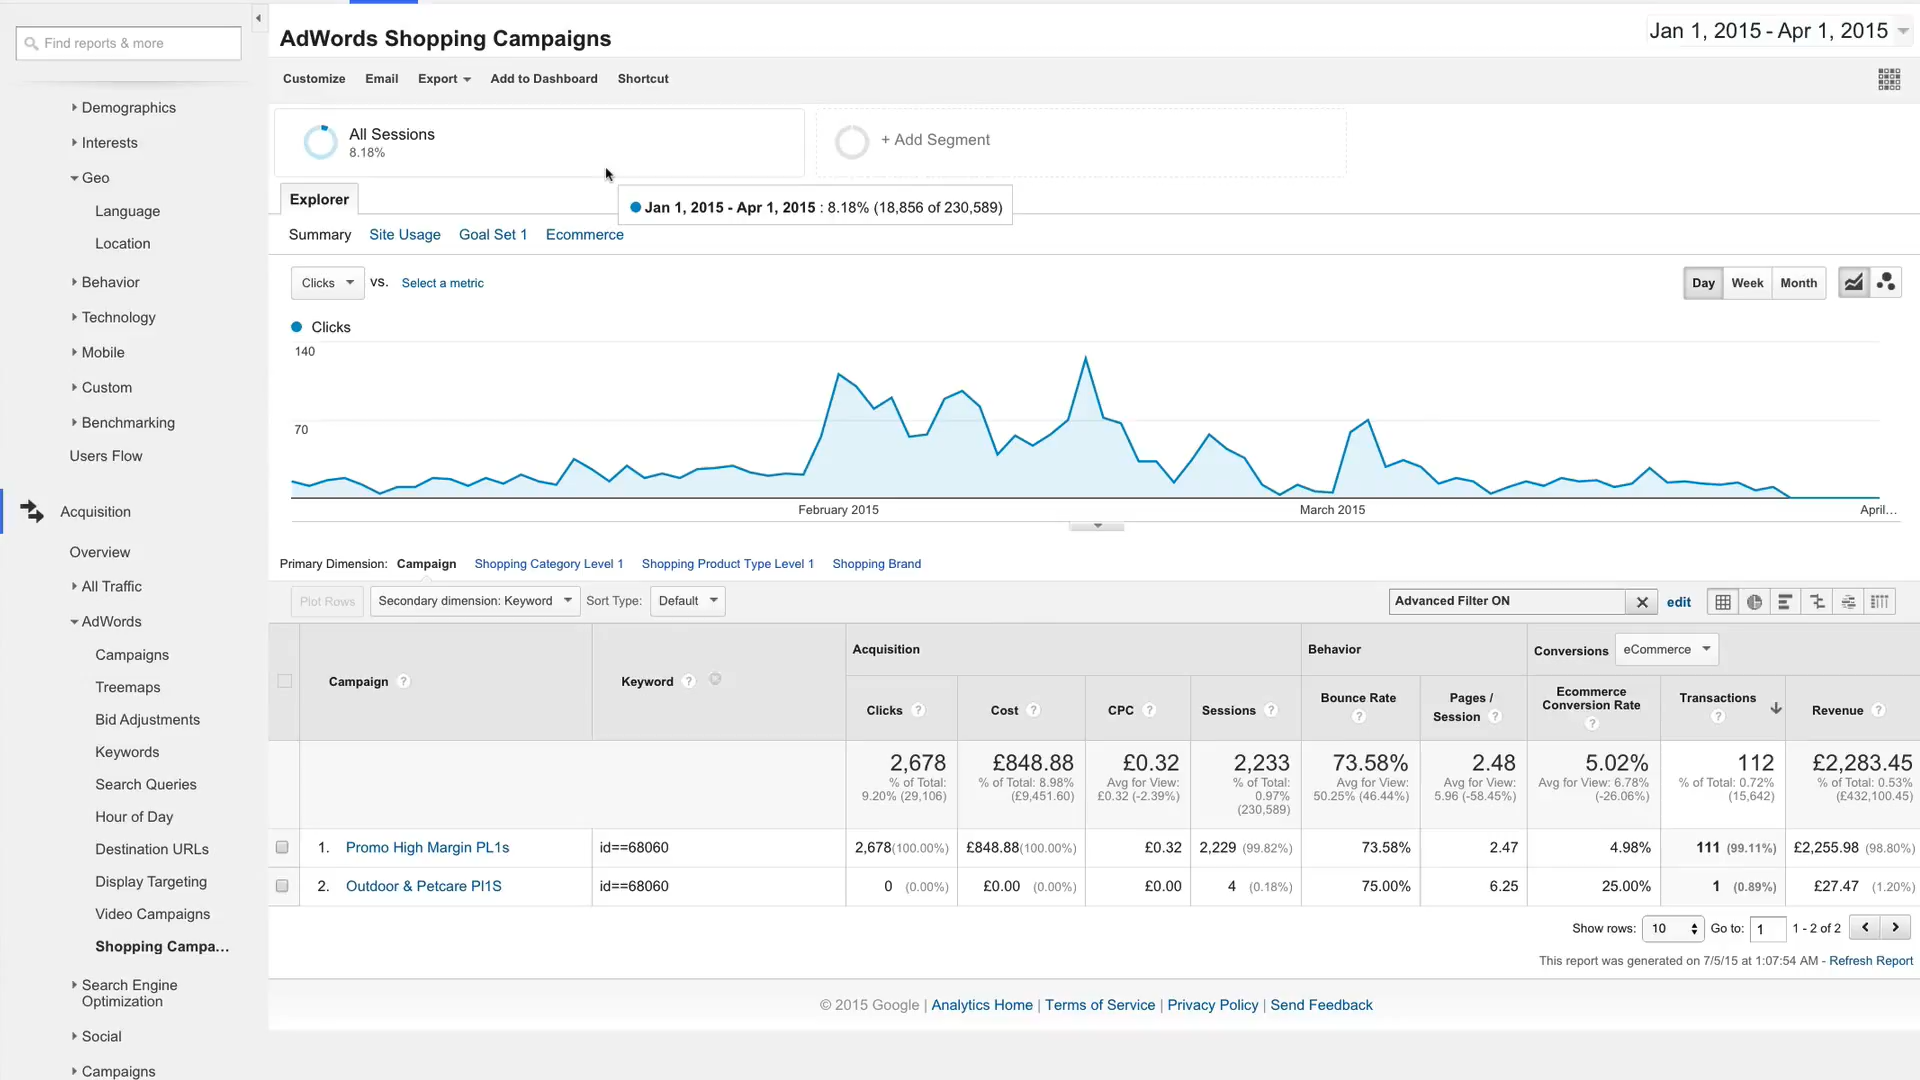 Find reports & more
Demographics
Interests
Geo
Language
Location
Behavior
Technology
Mobile
Custom
Benchmarking
Users Flow
Acquisition
Overview
All Traffic
AdWords
Campaigns
Treemaps
Bid Adjustments
Keywords
Search Queries
Hour of Day
Destination URLs
Display Targeting
Video Campaigns
Shopping Campa...
Search Engine
Optimization
Social
Campaigns
AdWords Shopping Campaigns
Jan 1, 2015 - Apr 1, 2015
Customize Email Export Add to Dashboard Shortcut
All Sessions
8.18%
+ Add Segment
Explorer
Jan 1, 2015 - Apr 1, 2015 : 8.18% (18,856 of 230,589)
Summary Site Usage Goal Set 1 Ecommerce
Clicks VS. Select a metric
Day Week Month
Clicks
140
70
February 2015 March 2015 April...
Primary Dimension: Campaign Shopping Category Level 1 Shopping Product Type Level 1 Shopping Brand
Plot Rows Secondary dimension: Keyword Sort Type: Default Advanced Filter ON edit
Campaign ? Keyword ?
Acquisition Behavior Conversions eCommerce
Clicks ? Cost ? CPC ? Sessions ? Bounce Rate ? Pages / Session ? Ecommerce Conversion Rate ? Transactions ? Revenue ?
2,678 £848.88 £0.32 2,233 73.58% 2.48 5.02% 112 £2,283.45
% of Total: 9.20% (29,106) % of Total: 8.98% (£9,451.60) Avg for View: £0.32 (-2.39%) % of Total: 0.97% (230,589) Avg for View: 50.25% (46.44%) Avg for View: 5.96 (-58.45%) Avg for View: 6.78% (-26.06%) % of Total: 0.72% (15,642) % of Total: 0.53% (£432,100.45)
1. Promo High Margin PL1s id==68060 2,678(100.00%) £848.88(100.00%) £0.32 2,229 (99.82%) 73.58% 2.47 4.98% 111 (99.11%) £2,255.98 (98.80%)
2. Outdoor & Petcare Pl1S id==68060 0 (0.00%) £0.00 (0.00%) £0.00 4 (0.18%) 75.00% 6.25 25.00% 1 (0.89%) £27.47 (1.20%)
Show rows: 10 Go to: 1 1 - 2 of 2
This report was generated on 7/5/15 at 1:07:54 AM - Refresh Report
© 2015 Google | Analytics Home | Terms of Service | Privacy Policy | Send Feedback